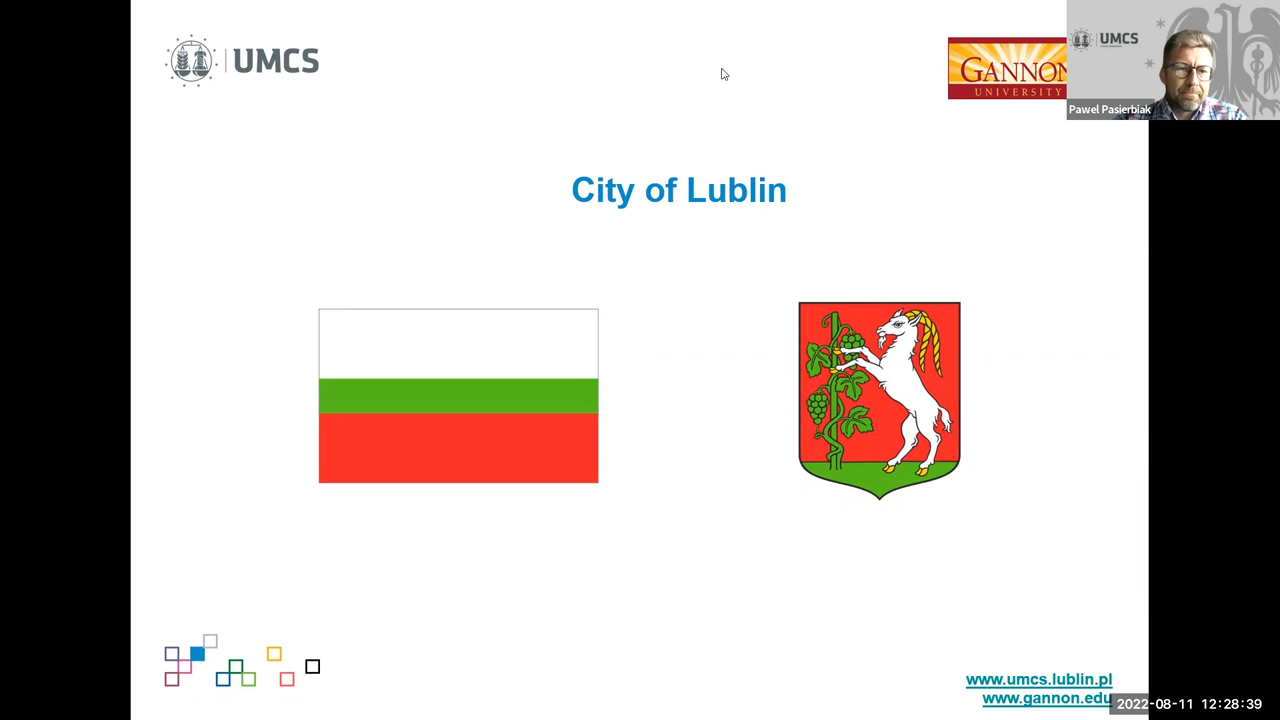 UMCS
GANNON
UNIVERSITY
UMCS
Pawel Pasierbiak
City of Lublin
www.umcs.lublin.pl
www.gannon.edu
2022-08-11 12:28:39